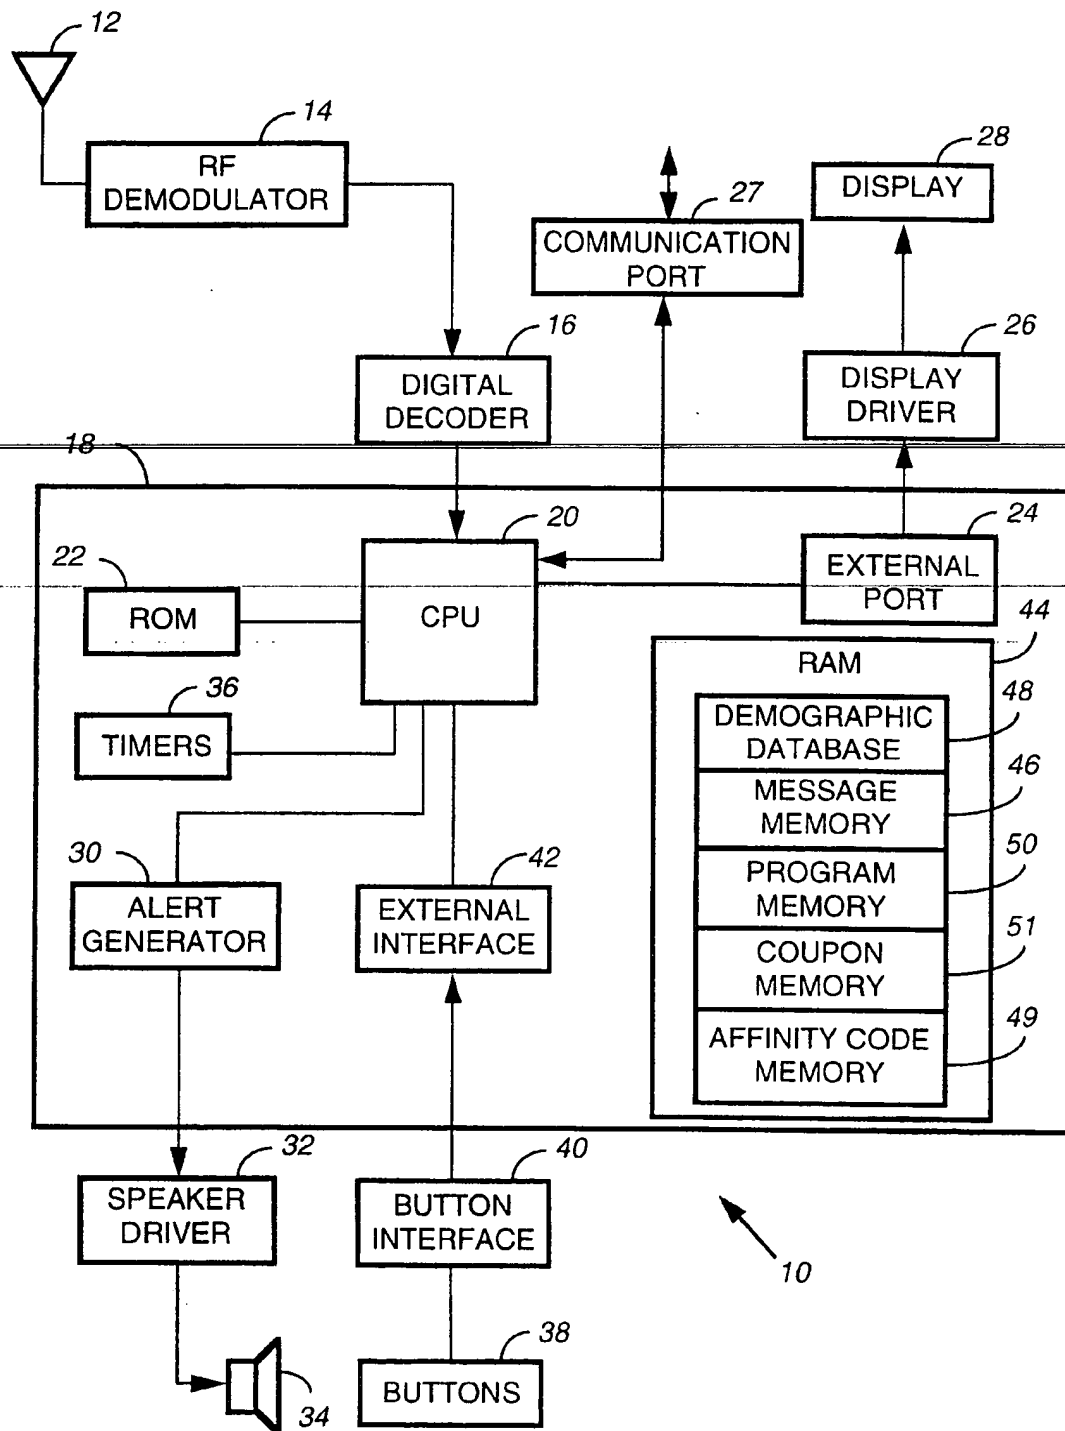 12
14
RF
DEMODULATOR
28
DISPLAY
27
COMMUNICATION
PORT
16
DIGITAL
DECODER
26
DISPLAY
DRIVER
18
20
CPU
24
EXTERNAL
PORT
22
ROM
44
RAM
36
TIMERS
48
DEMOGRAPHIC
DATABASE
46
MESSAGE
MEMORY
50
PROGRAM
MEMORY
51
COUPON
MEMORY
49
AFFINITY CODE
MEMORY
30
ALERT
GENERATOR
42
EXTERNAL
INTERFACE
32
SPEAKER
DRIVER
40
BUTTON
INTERFACE
10
34
38
BUTTONS